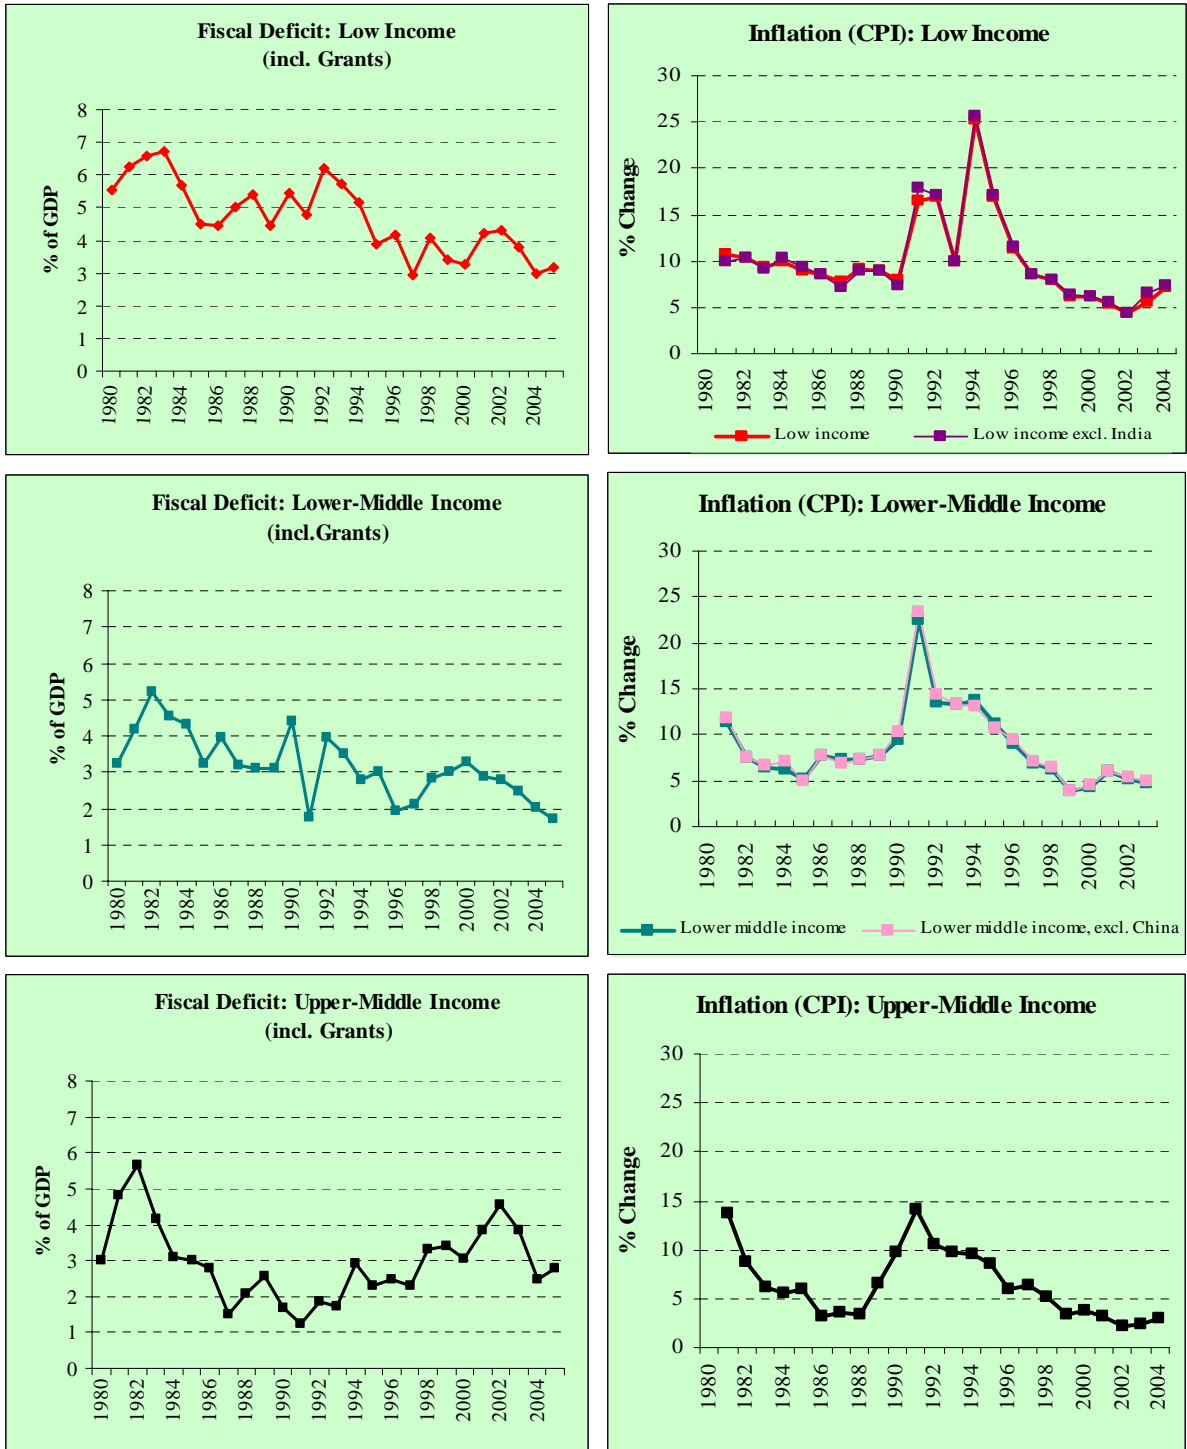 Fiscal Deficit: Low Income
(incl. Grants)
8
7
6
5
4
3
2
1
0
% of GDP
1980 1982 1984 1986 1988 1990 1992 1994 1996 1998 2000 2002 2004
Inflation (CPI): Low Income
30
25
20
15
10
5
0
% Change
1980 1982 1984 1986 1988 1990 1992 1994 1996 1998 2000 2002 2004
Low income Low income excl. India
Fiscal Deficit: Lower-Middle Income
(incl.Grants)
8
7
6
5
4
3
2
1
0
% of GDP
1980 1982 1984 1986 1988 1990 1992 1994 1996 1998 2000 2002 2004
Inflation (CPI): Lower-Middle Income
30
25
20
15
10
5
0
% Change
1980 1982 1984 1986 1988 1990 1992 1994 1996 1998 2000 2002
Lower middle income Lower middle income, excl. China
Fiscal Deficit: Upper-Middle Income
(incl. Grants)
8
7
6
5
4
3
2
1
0
% of GDP
1980 1982 1984 1986 1988 1990 1992 1994 1996 1998 2000 2002 2004
Inflation (CPI): Upper-Middle Income
30
25
20
15
10
5
0
% Change
1980 1982 1984 1986 1988 1990 1992 1994 1996 1998 2000 2002 2004